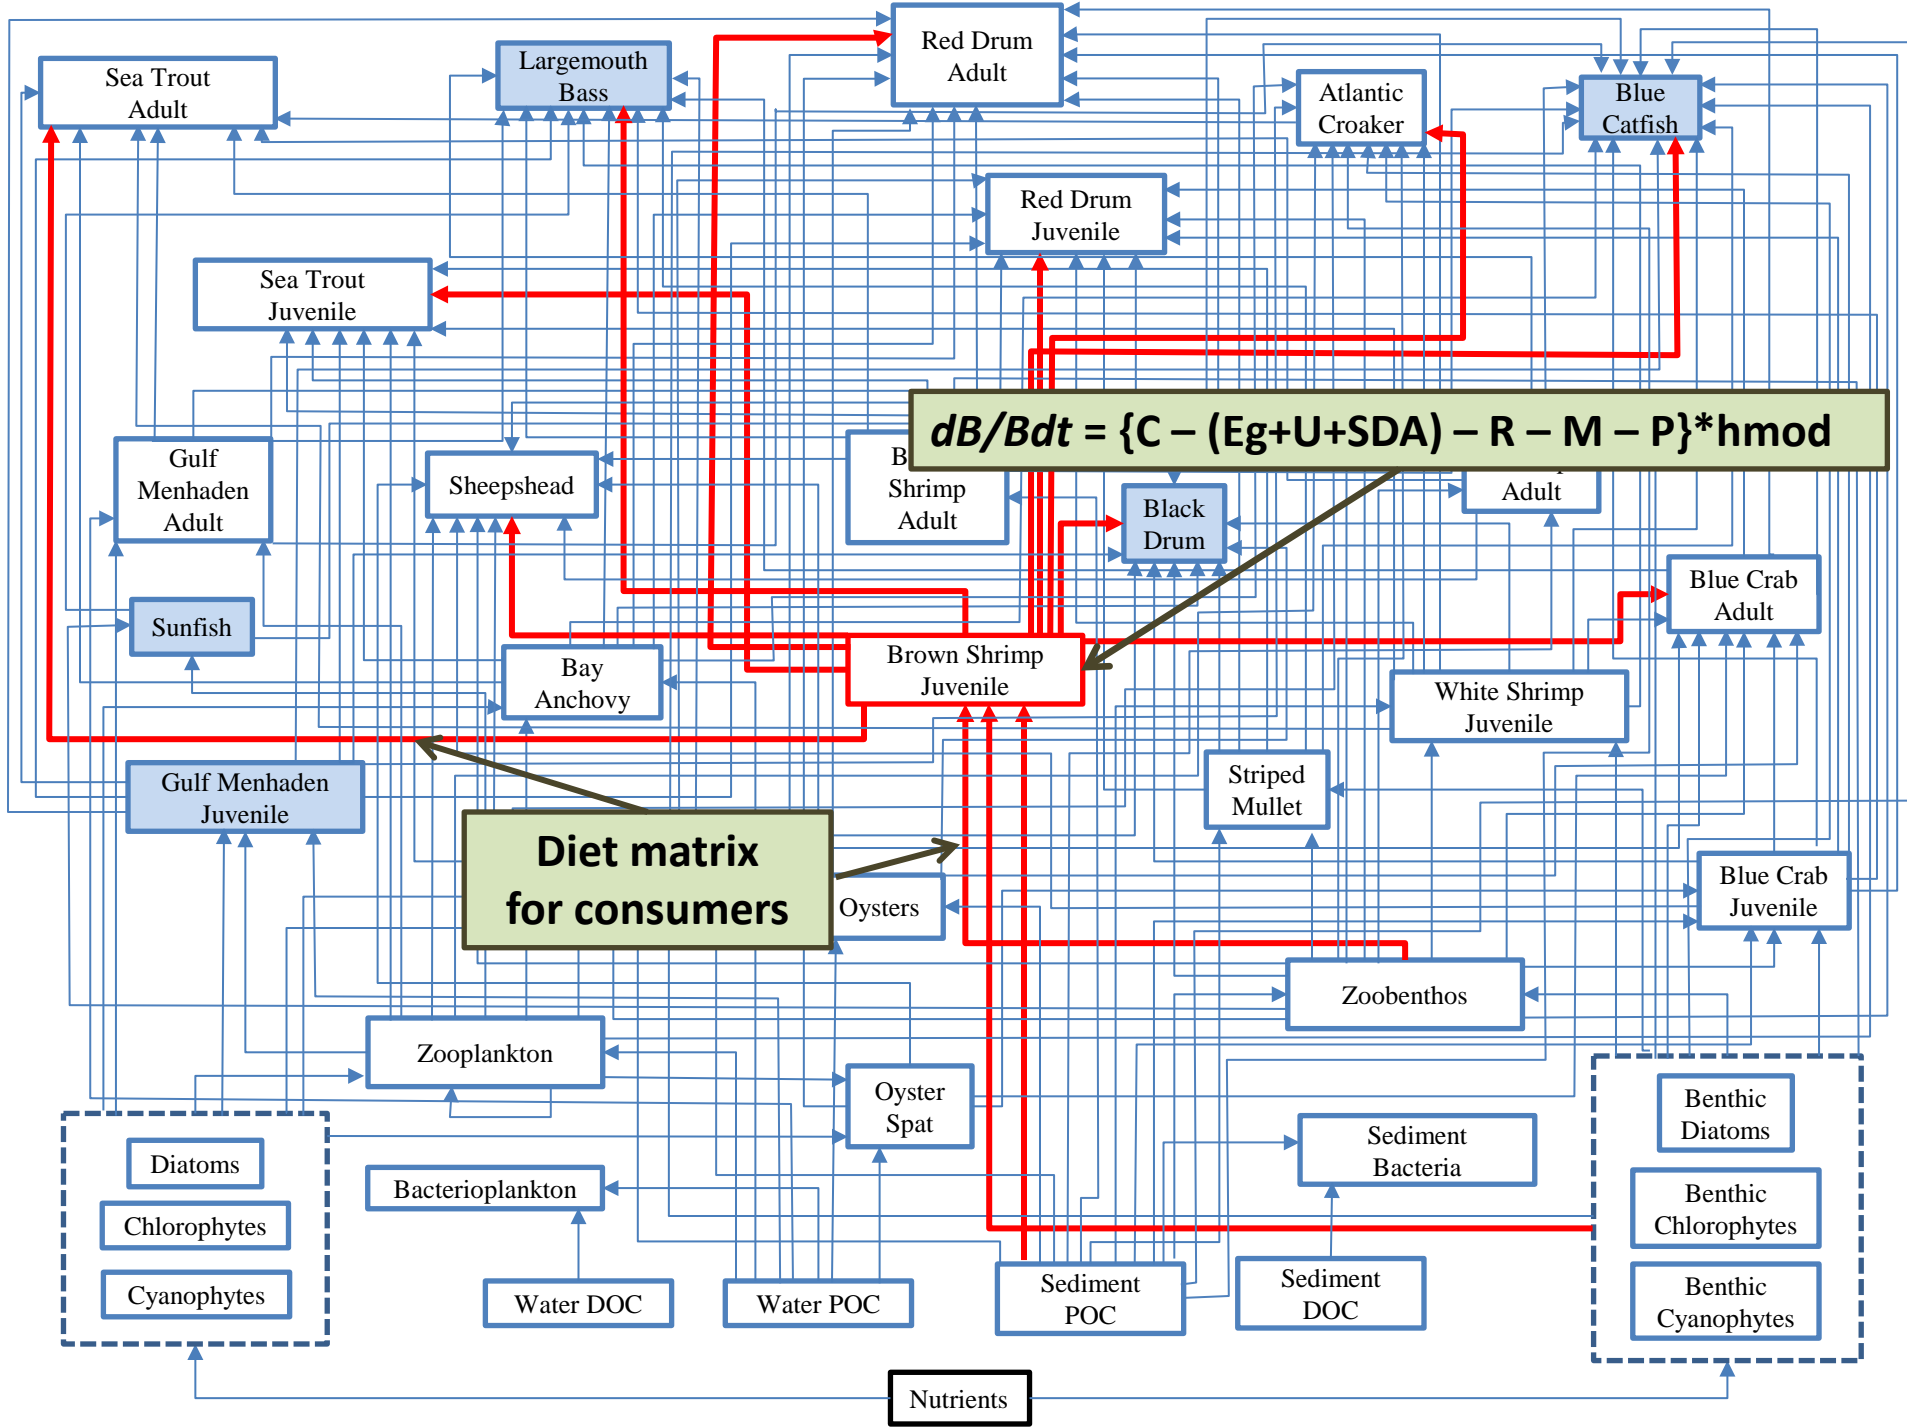 Red Drum
Adult
Sea Trout
Adult
Largemouth
Bass
Atlantic
Croaker
Blue
Catfish
Red Drum
Juvenile
Sea Trout
Juvenile
dB/Bdt = {C – (Eg+U+SDA) – R – M – P}*hmod
Gulf
Menhaden
Adult
Sheepshead
B
Shrimp
Adult
Black
Drum
Adult
Blue Crab
Adult
Sunfish
Bay
Anchovy
Brown Shrimp
Juvenile
White Shrimp
Juvenile
Gulf Menhaden
Juvenile
Striped
Mullet
Diet matrix
for consumers
Oysters
Blue Crab
Juvenile
Zoobenthos
Zooplankton
Oyster
Spat
Benthic
Diatoms
Sediment
Bacteria
Diatoms
Bacterioplankton
Chlorophytes
Benthic
Chlorophytes
Cyanophytes
Water DOC
Water POC
Sediment
POC
Sediment
DOC
Benthic
Cyanophytes
Nutrients